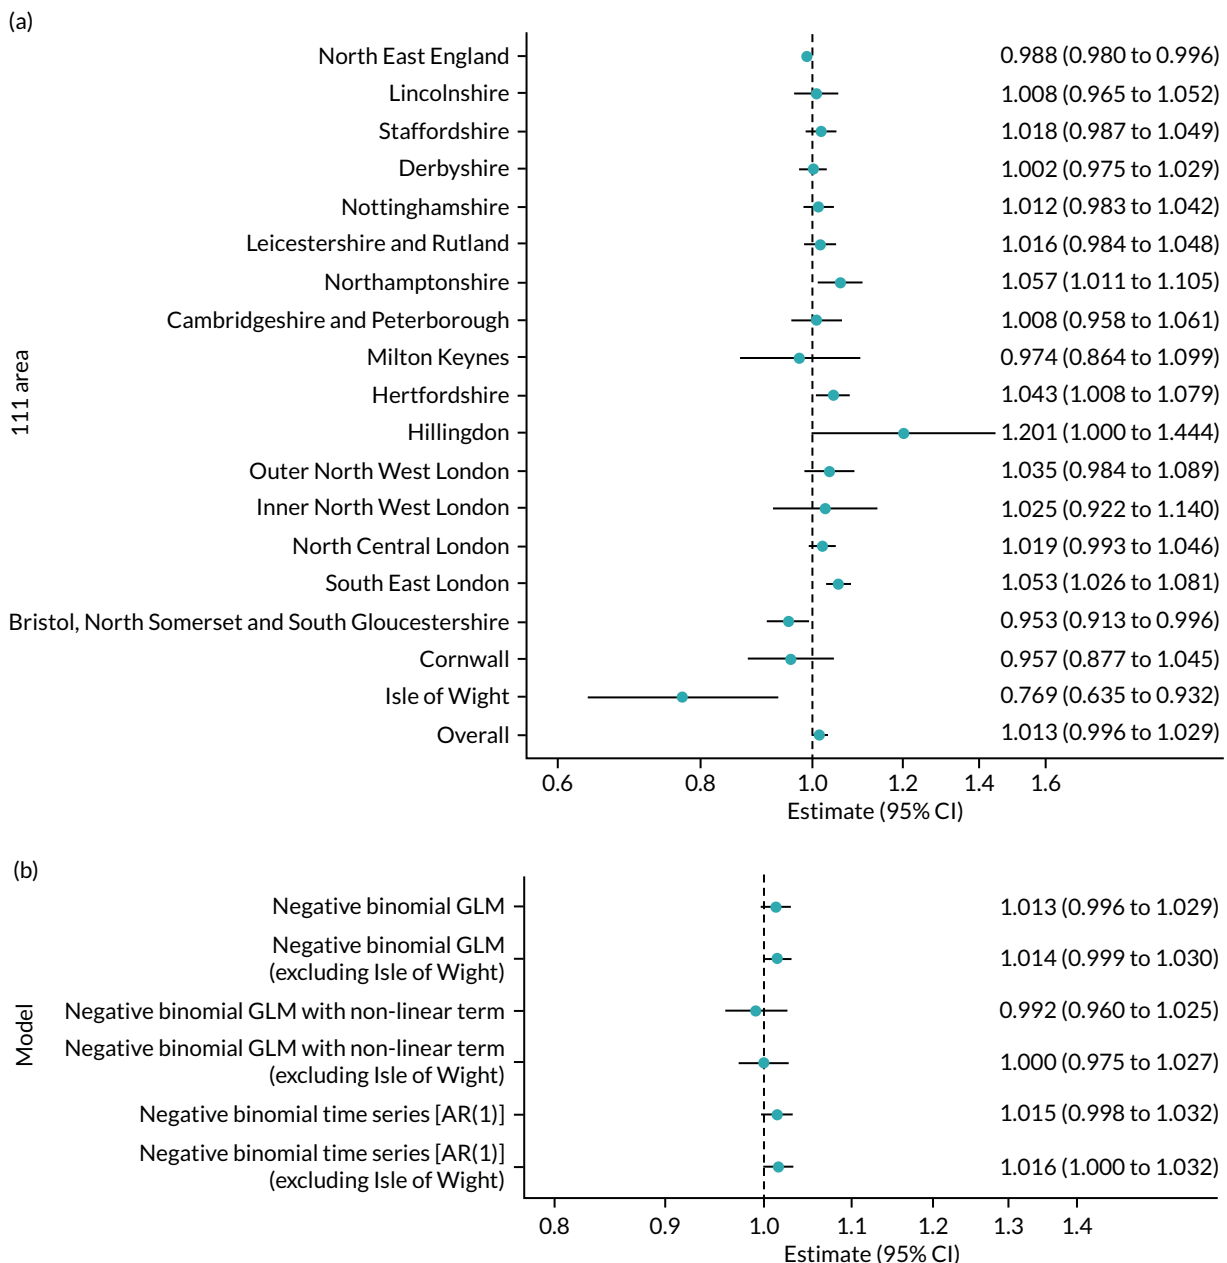 (a)
111 area
North East England 0.988 (0.980 to 0.996)
Lincolnshire 1.008 (0.965 to 1.052)
Staffordshire 1.018 (0.987 to 1.049)
Derbyshire 1.002 (0.975 to 1.029)
Nottinghamshire 1.012 (0.983 to 1.042)
Leicestershire and Rutland 1.016 (0.984 to 1.048)
Northamptonshire 1.057 (1.011 to 1.105)
Cambridgeshire and Peterborough 1.008 (0.958 to 1.061)
Milton Keynes 0.974 (0.864 to 1.099)
Hertfordshire 1.043 (1.008 to 1.079)
Hillingdon 1.201 (1.000 to 1.444)
Outer North West London 1.035 (0.984 to 1.089)
Inner North West London 1.025 (0.922 to 1.140)
North Central London 1.019 (0.993 to 1.046)
South East London 1.053 (1.026 to 1.081)
Bristol, North Somerset and South Gloucestershire 0.953 (0.913 to 0.996)
Cornwall 0.957 (0.877 to 1.045)
Isle of Wight 0.769 (0.635 to 0.932)
Overall 1.013 (0.996 to 1.029)
0.6 0.8 1.0 1.2 1.4 1.6
Estimate (95% CI)
(b)
Model
Negative binomial GLM 1.013 (0.996 to 1.029)
Negative binomial GLM
(excluding Isle of Wight) 1.014 (0.999 to 1.030)
Negative binomial GLM with non-linear term 0.992 (0.960 to 1.025)
Negative binomial GLM with non-linear term
(excluding Isle of Wight) 1.000 (0.975 to 1.027)
Negative binomial time series [AR(1)] 1.015 (0.998 to 1.032)
Negative binomial time series [AR(1)]
(excluding Isle of Wight) 1.016 (1.000 to 1.032)
0.8 0.9 1.0 1.1 1.2 1.3 1.4
Estimate (95% CI)